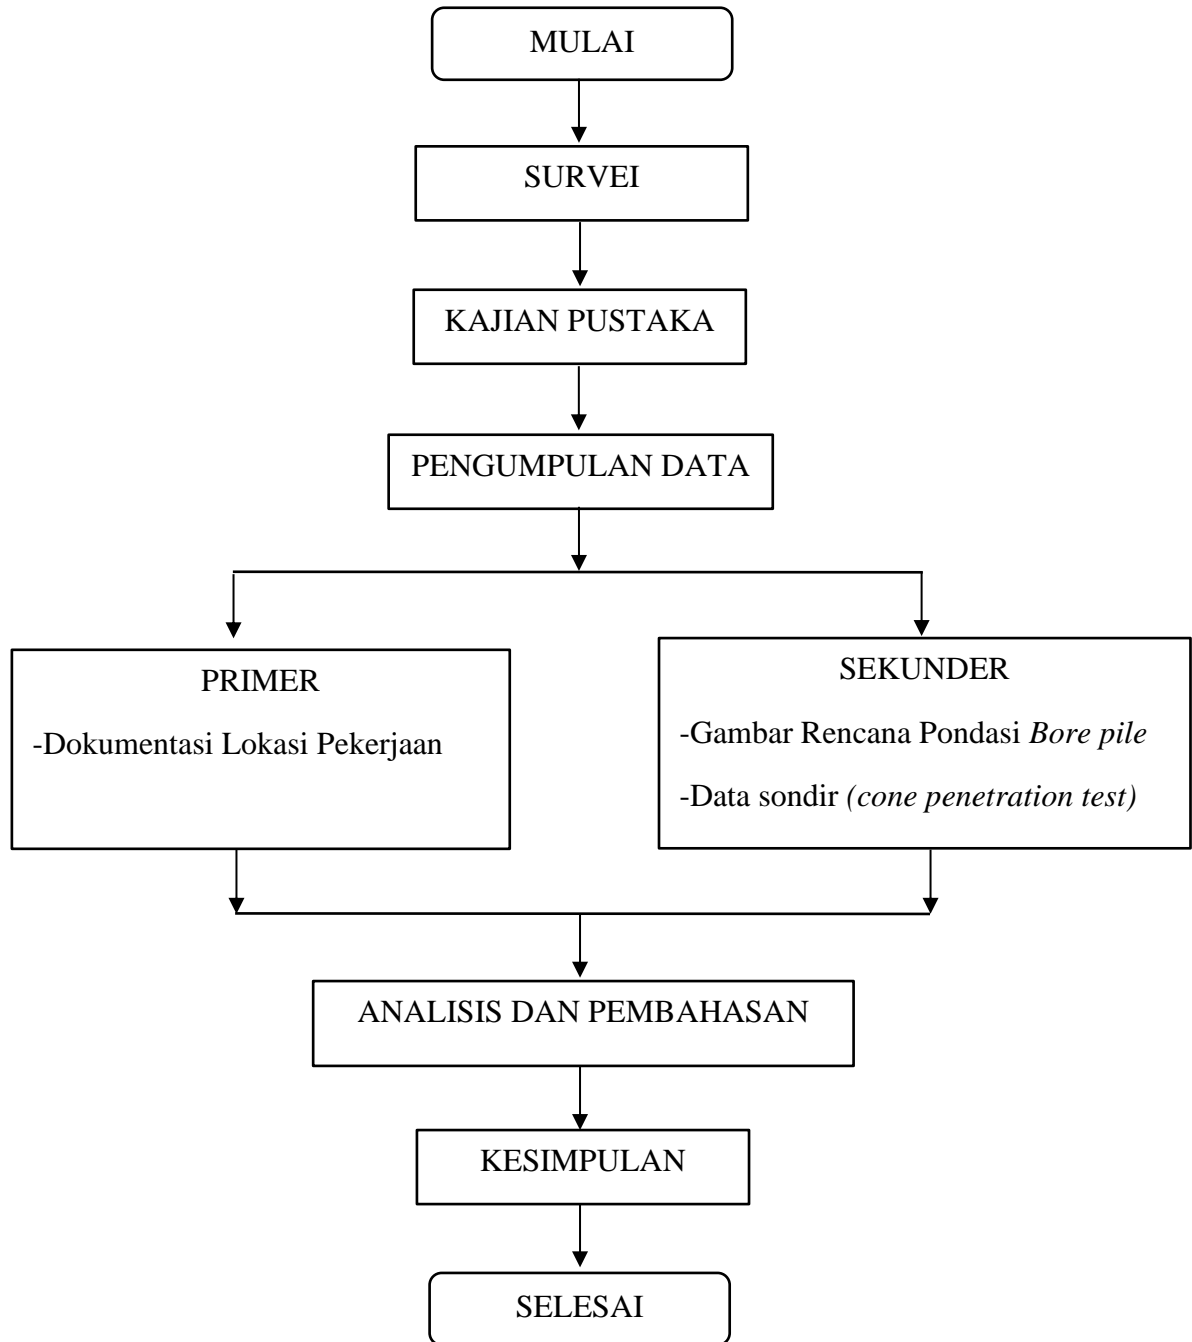 MULAI
SURVEI
KAJIAN PUSTAKA
PENGUMPULAN DATA
PRIMER
-Dokumentasi Lokasi Pekerjaan
SEKUNDER
-Gambar Rencana Pondasi Bore pile
-Data sondir (cone penetration test)
ANALISIS DAN PEMBAHASAN
KESIMPULAN
SELESAI